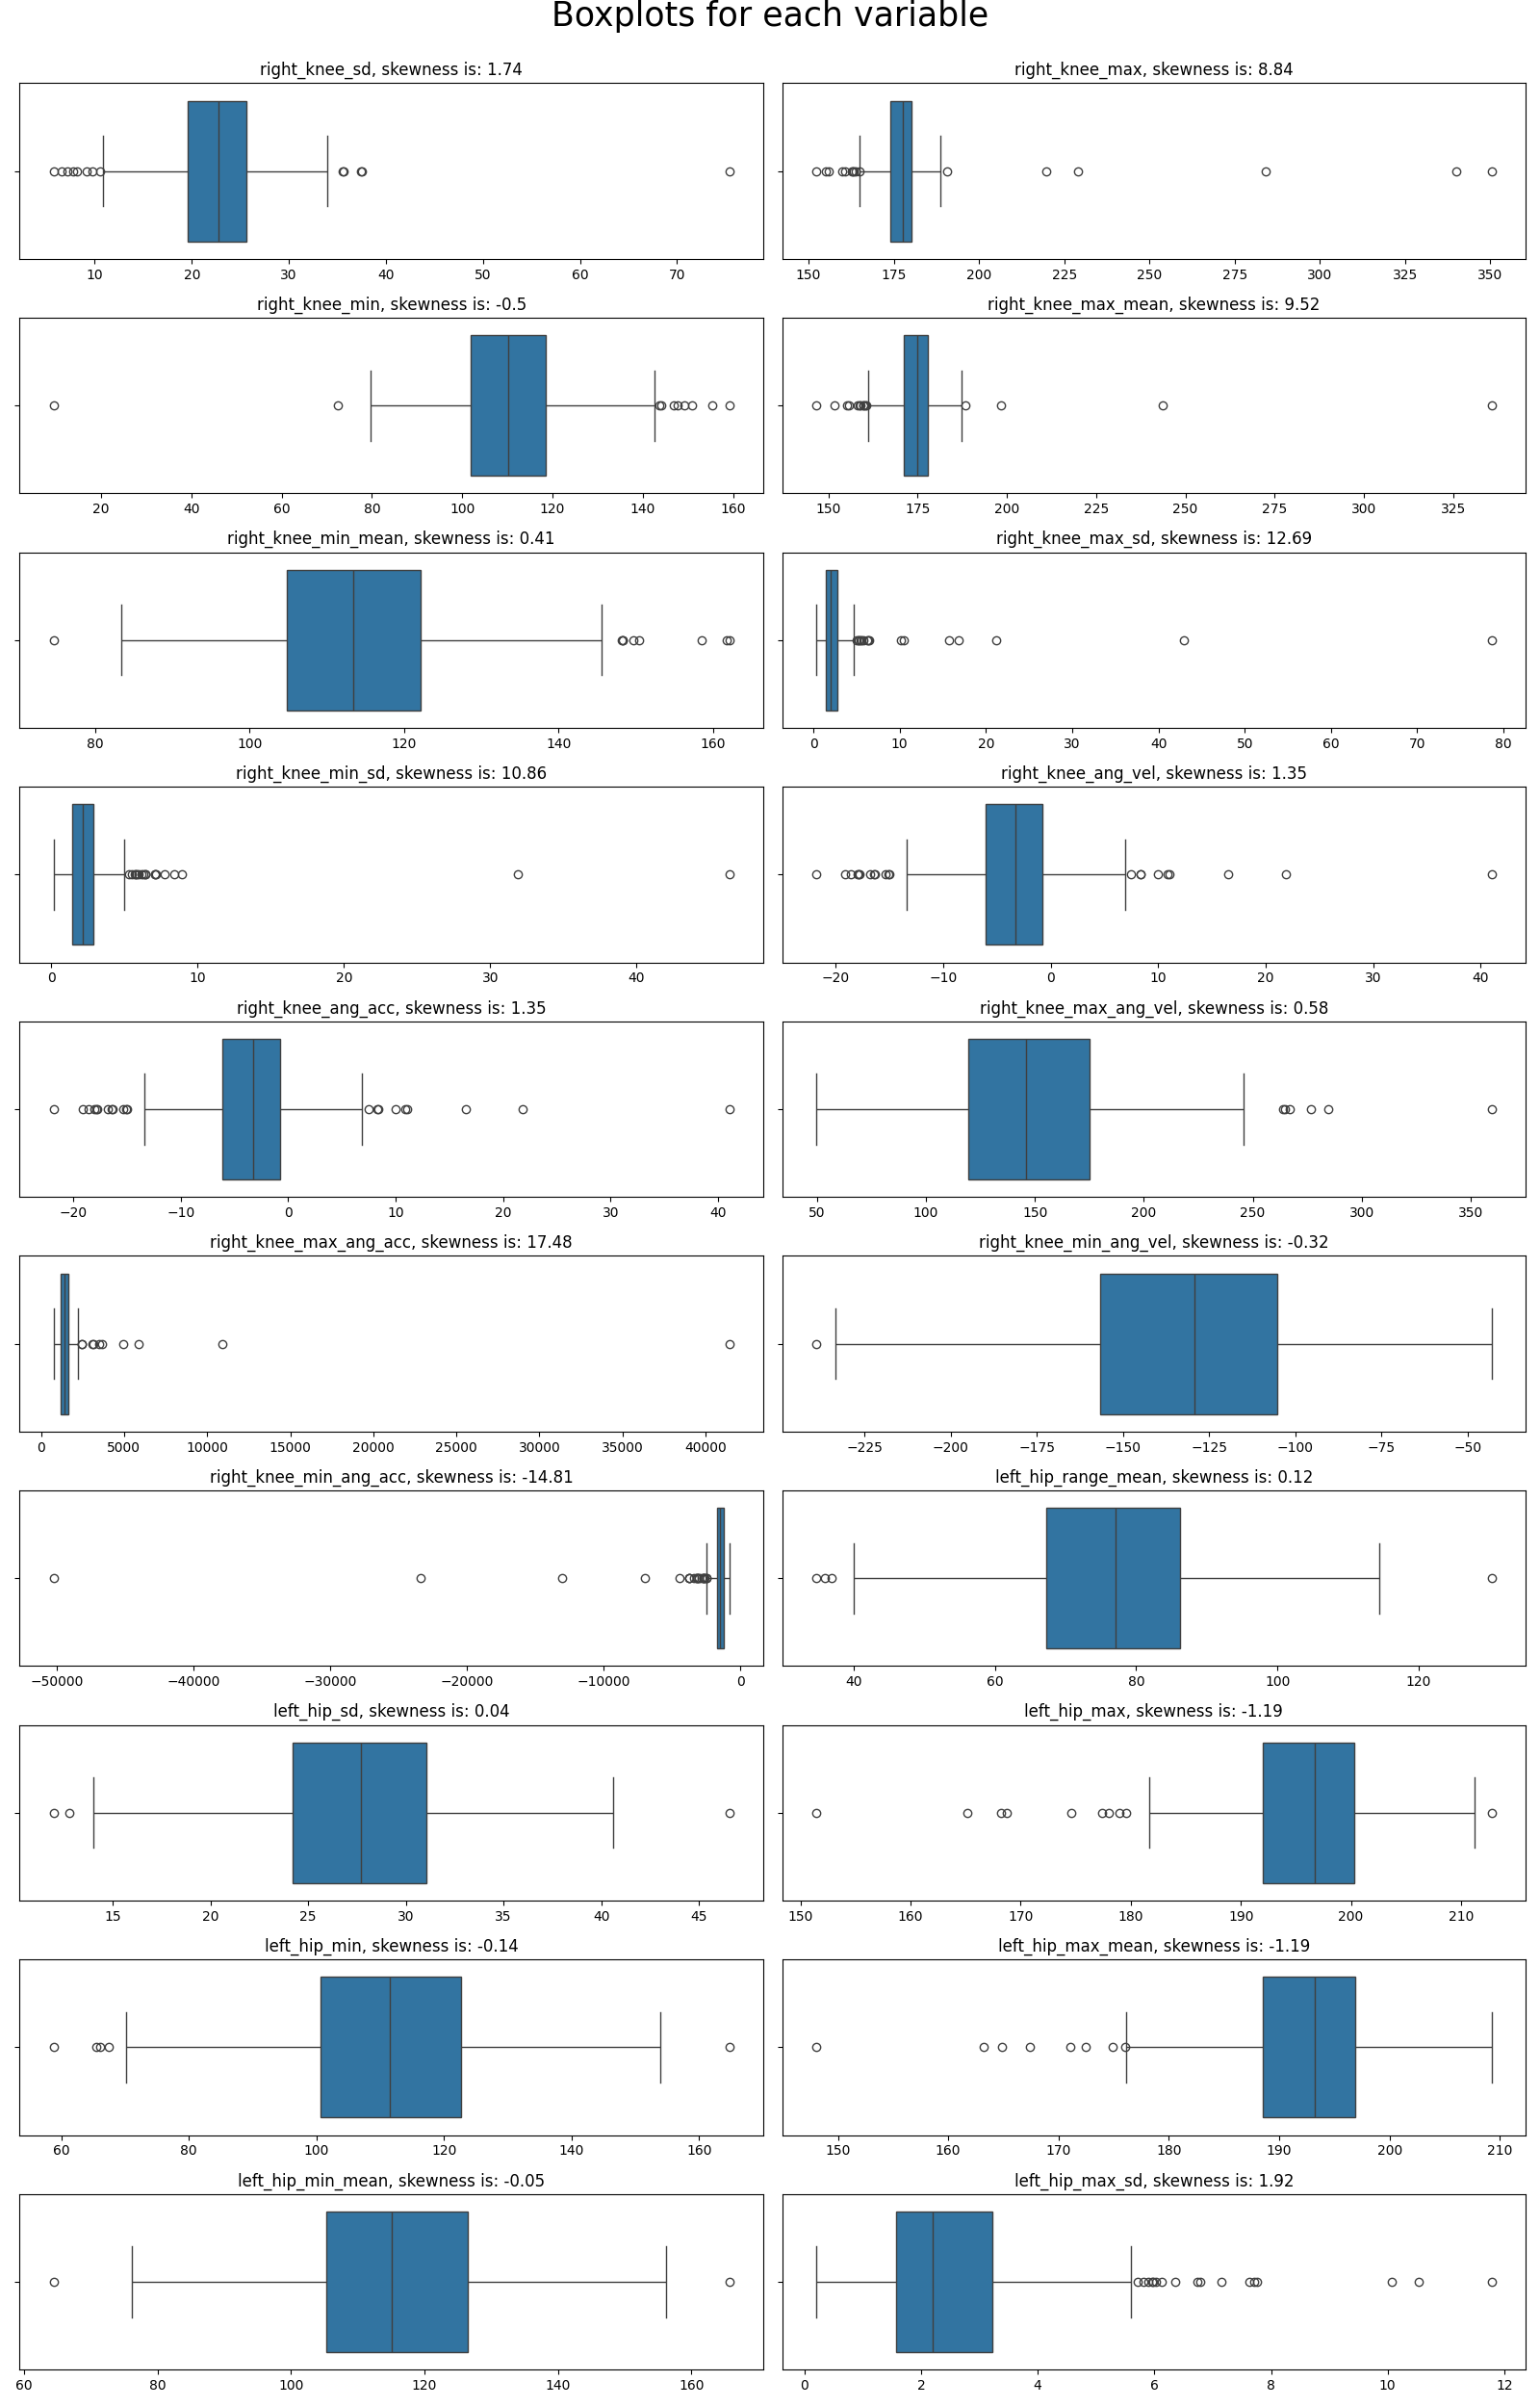 Boxplots for each variable
right_knee_sd, skewness is: 1.74
right_knee_max, skewness is: 8.84
10 20 30 40 50 60 70
150 175 200 225 250 275 300 325 350
right_knee_min, skewness is: -0.5
right_knee_max_mean, skewness is: 9.52
20 40 60 80 100 120 140 160
150 175 200 225 250 275 300 325
right_knee_min_mean, skewness is: 0.41
right_knee_max_sd, skewness is: 12.69
80 100 120 140 160
0 10 20 30 40 50 60 70 80
right_knee_min_sd, skewness is: 10.86
right_knee_ang_vel, skewness is: 1.35
0 10 20 30 40
−20 −10 0 10 20 30 40
right_knee_ang_acc, skewness is: 1.35
right_knee_max_ang_vel, skewness is: 0.58
−20 −10 0 10 20 30 40
50 100 150 200 250 300 350
right_knee_max_ang_acc, skewness is: 17.48
right_knee_min_ang_vel, skewness is: -0.32
0 5000 10000 15000 20000 25000 30000 35000 40000
−225 −200 −175 −150 −125 −100 −75 −50
right_knee_min_ang_acc, skewness is: -14.81
left_hip_range_mean, skewness is: 0.12
−50000 −40000 −30000 −20000 −10000 0
40 60 80 100 120
left_hip_sd, skewness is: 0.04
left_hip_max, skewness is: -1.19
15 20 25 30 35 40 45
150 160 170 180 190 200 210
left_hip_min, skewness is: -0.14
left_hip_max_mean, skewness is: -1.19
60 80 100 120 140 160
150 160 170 180 190 200 210
left_hip_min_mean, skewness is: -0.05
left_hip_max_sd, skewness is: 1.92
60 80 100 120 140 160
0 2 4 6 8 10 12